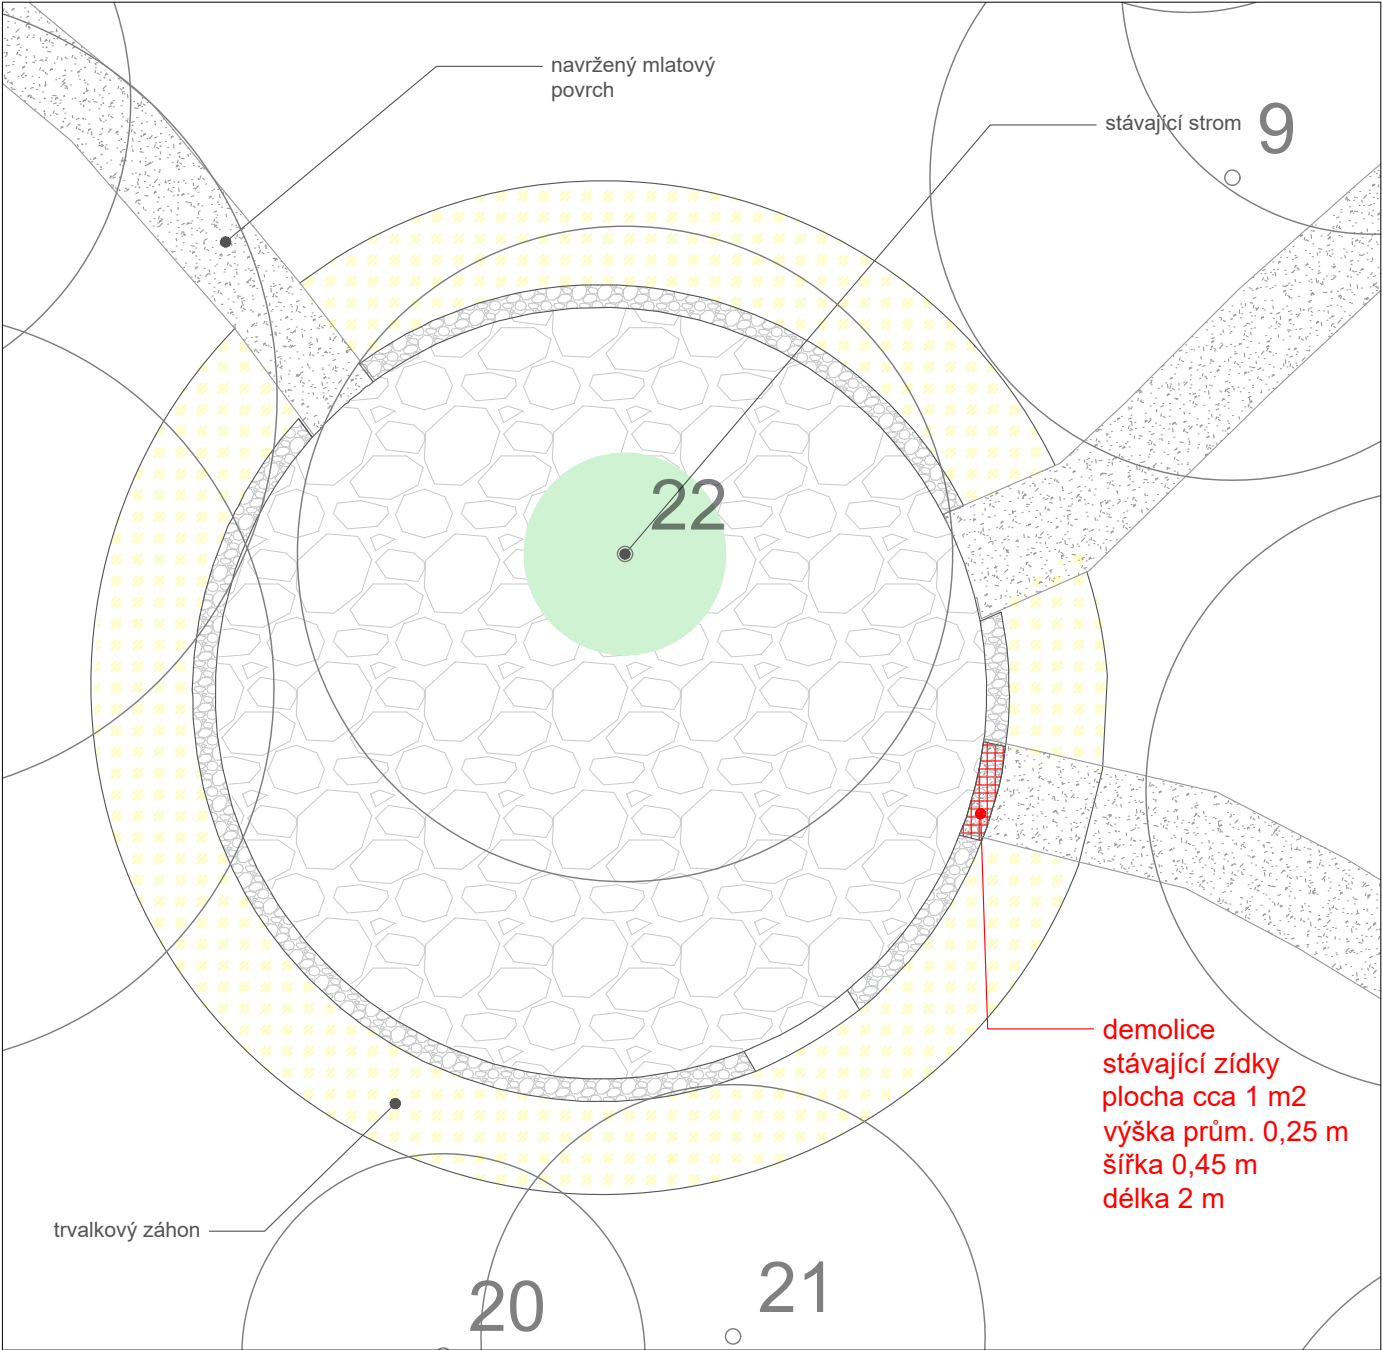 navržený mlatový
povrch
stávající strom
9
22
demolice
stávající zídky
plocha cca 1 m2
výška prům. 0,25 m
šířka 0,45 m
délka 2 m
trvalkový záhon
20
21